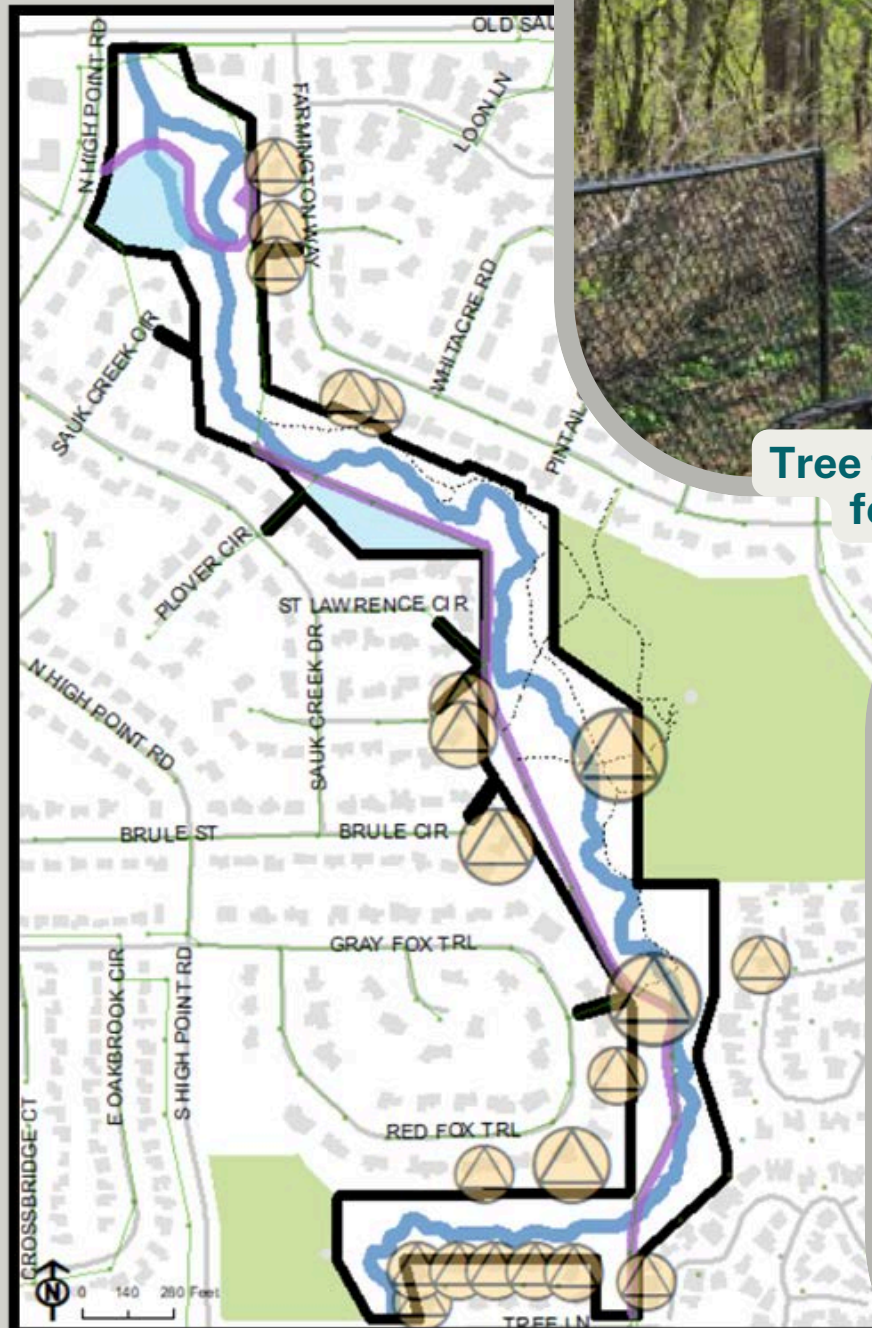 OLD SAU
N HIGH POINT RD
FARMINGTON WAY
LOON LN
WHITACRE RD
SAUK CREEK CIR
PINTAIL
Tree
PLOVER CIR
ST LAWRENCE CIR
SAUK CREEK DR
N HIGH POINT RD
BRULE ST
BRULE CIR
GRAY FOX TRL
E OAKBROOK CIR
S HIGH POINT RD
RED FOX TRL
CROSSBRIDGE CT
N
0 140 280 Feet
TREE LN